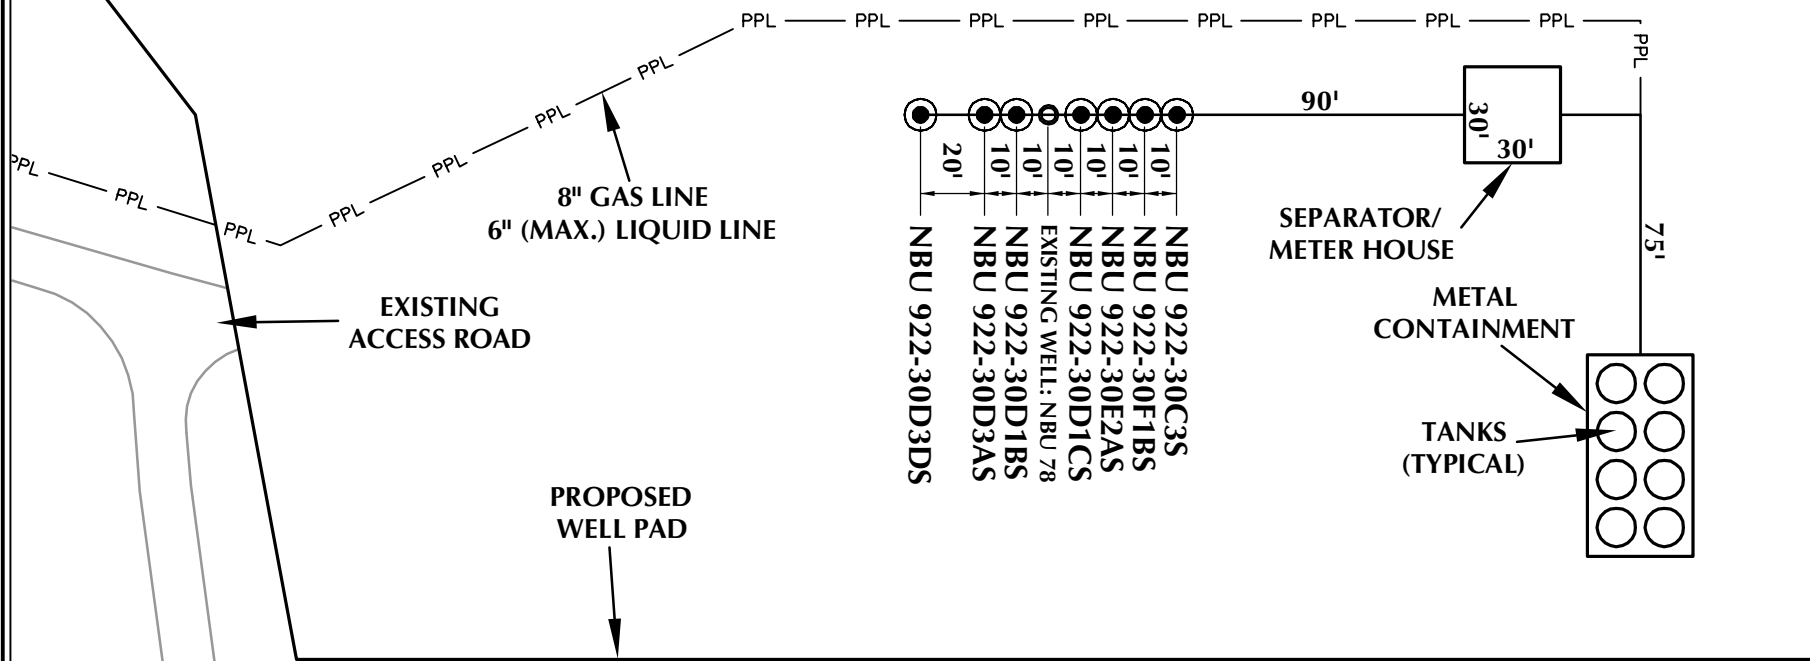 PPL PPL PPL PPL PPL PPL PPL PPL
PPL
PPL
PPL
PPL
PPL
PPL
PPL
PPL
PPL
90'
30'
30'
20' 10' 10' 10' 10' 10' 10'
8" GAS LINE
6" (MAX.) LIQUID LINE
SEPARATOR/
METER HOUSE
75'
NBU 922-30D3DS
NBU 922-30D3AS
NBU 922-30D1BS
EXISTING WELL: NBU 78
NBU 922-30D1CS
NBU 922-30E2AS
NBU 922-30F1BS
NBU 922-30C3S
EXISTING
ACCESS ROAD
METAL
CONTAINMENT
TANKS
(TYPICAL)
PROPOSED
WELL PAD